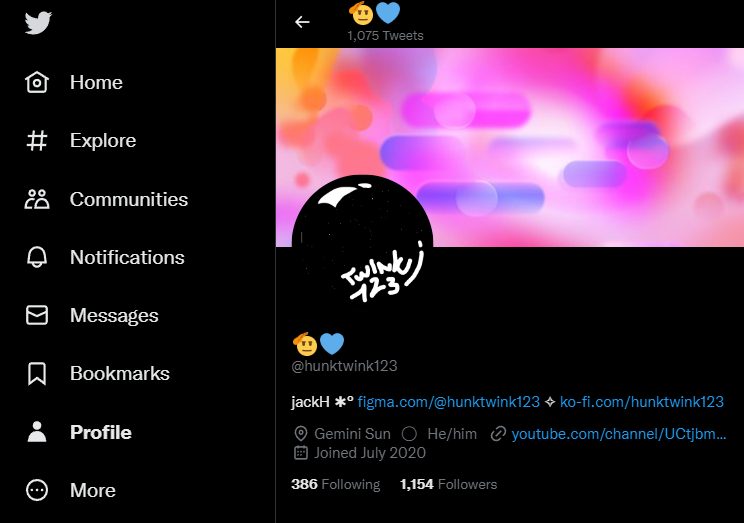 Home
Explore
Communities
Notifications
Messages
Bookmarks
Profile
More
🫡💙
1,075 Tweets
Twink
123
🫡💙
@hunktwink123
jackH ✱° figma.com/@hunktwink123 ✧ ko-fi.com/hunktwink123
Gemini Sun He/him youtube.com/channel/UCtjbm...
Joined July 2020
386 Following 1,154 Followers